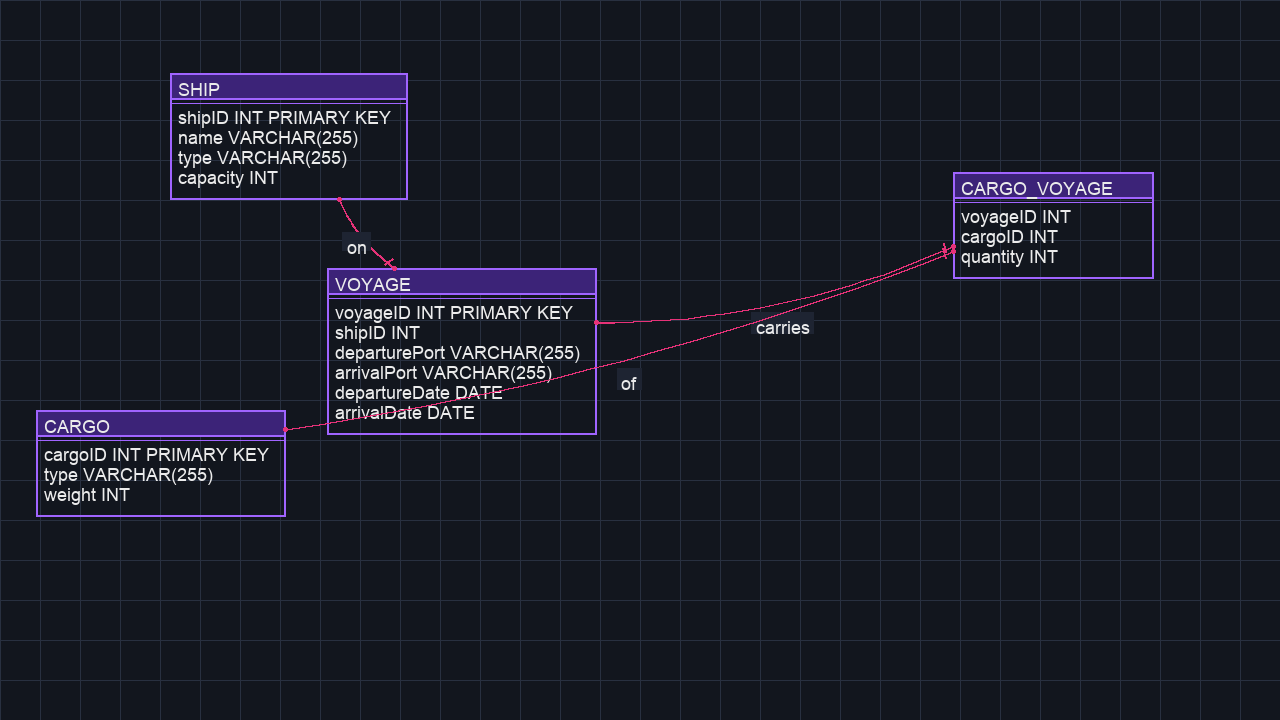 SHIP
shipID INT PRIMARY KEY
name VARCHAR(255)
type VARCHAR(255)
capacity INT
CARGO_VOYAGE
voyageID INT
cargoID INT
quantity INT
on
VOYAGE
voyageID INT PRIMARY KEY
shipID INT
departurePort VARCHAR(255)
arrivalPort VARCHAR(255)
departureDate DATE
arrivalDate DATE
carries
of
CARGO
cargoID INT PRIMARY KEY
type VARCHAR(255)
weight INT